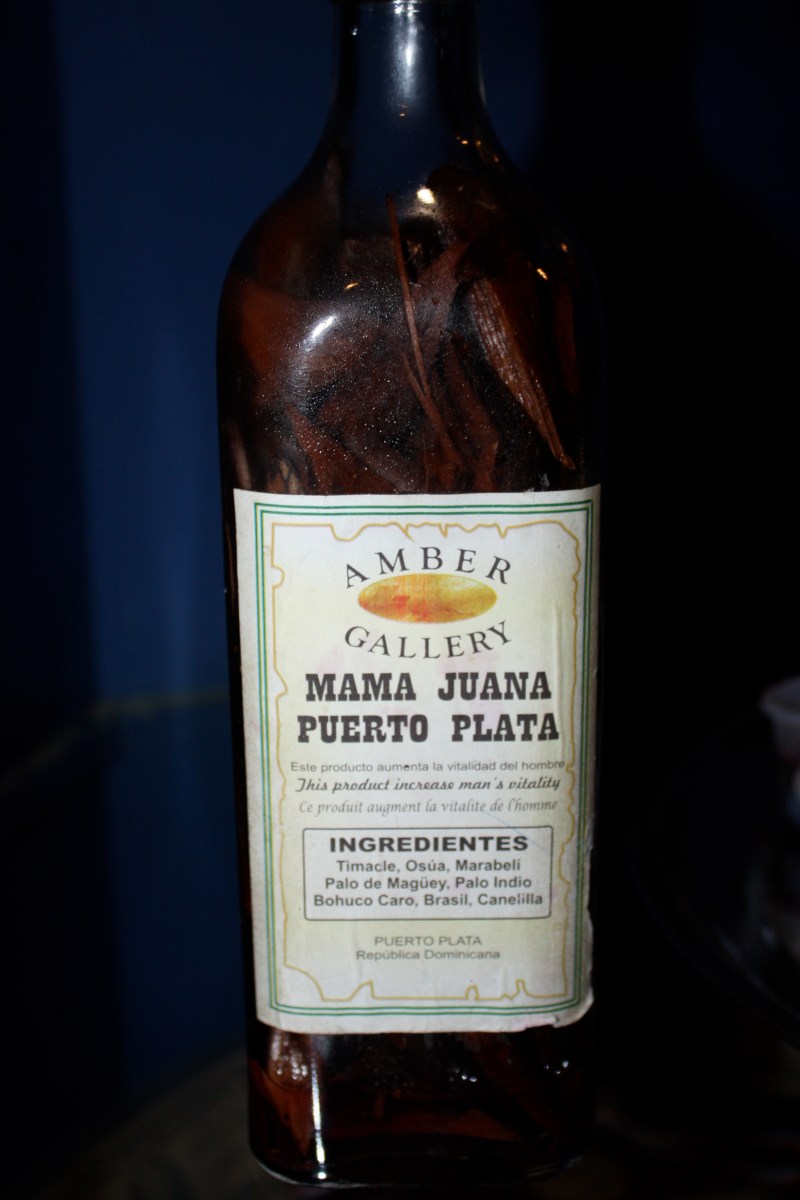 AMBER
GALLERY
MAMA JUANA
PUERTO PLATA
Este producto aumenta la vitalidad del hombre
This product increase man's vitality
Ce produit augment la vitalite de l'homme
INGREDIENTES
Timacle, Osúa, Marabelí
Palo de Magüey, Palo Indio
Bohuco Caro, Brasil, Canelilla
PUERTO PLATA
República Dominicana